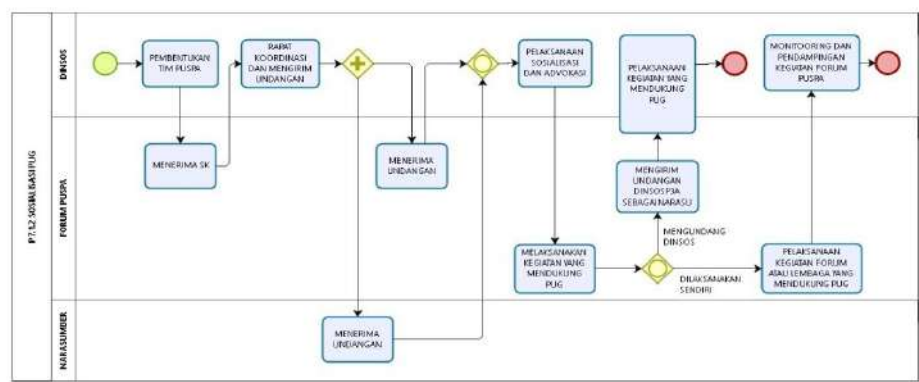 P7.1.2 SOSIALISASI PUG
DINSOS
PEMBENTUKAN
TIM PUSPA
RAPAT
KOORDINASI
DAN MENGIRIM
UNDANGAN
PELAKSANAAN
SOSIALISASI
DAN ADVOKASI
PELAKSANAAN
KEGIATAN YANG
MENDUKUNG
PUG
MONITOORING DAN
PENDAMPINGAN
KEGIATAN FORUM
PUSPA
FORUM PUSPA
MENERIMA SK
MENERIMA
UNDANGAN
MENGIRIM
UNDANGAN
DINSOSP3A
SEBAGAI NARASU
MENGUNDANG
DINSOS
MELAKSANAKAN
KEGIATAN YANG
MENDUKUNG
PUG
DILAKSANAKAN
SENDIRI
PELAKSANAAN
KEGIATAN FORUM
ATAU LEMBAGA YANG
MENDUKUNG PUG
NARASUMBER
MENERIMA
UNDANGAN